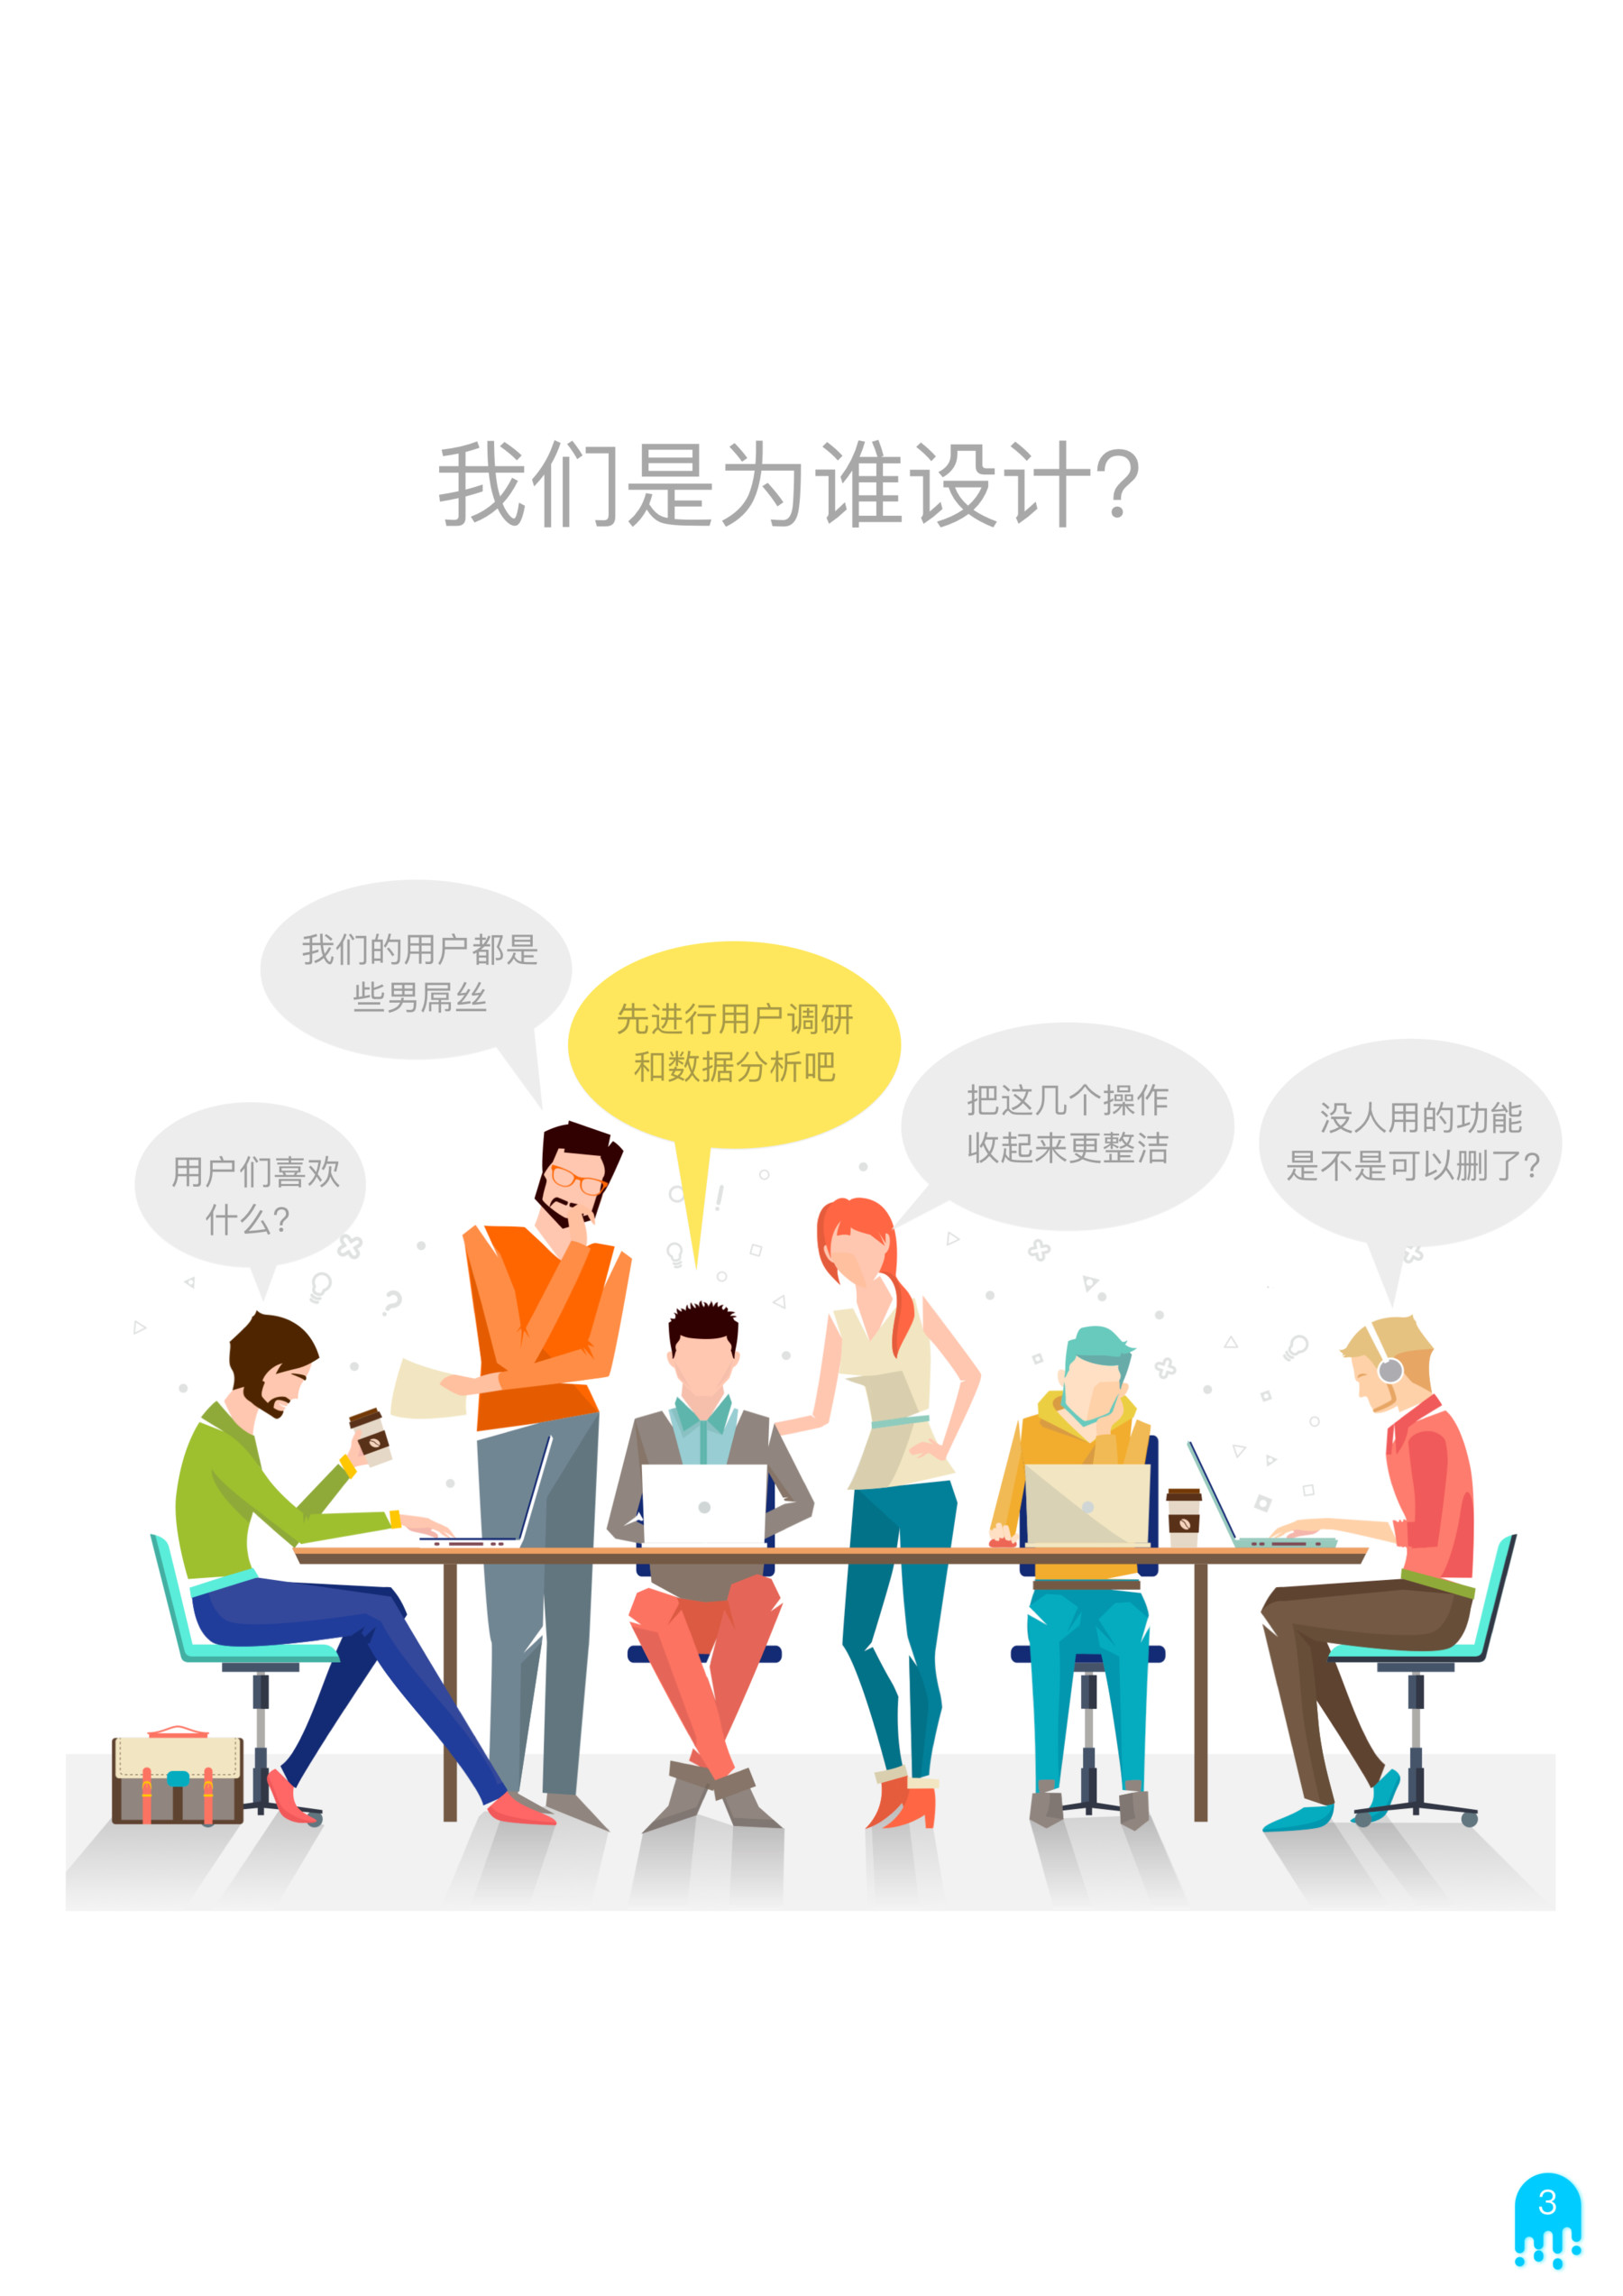 我们是为谁设计?
我们的用户都是
些男屌丝
先进行用户调研
和数据分析吧
把这几个操作
收起来更整洁
没人用的功能
是不是可以删了?
用户们喜欢
什么?
3